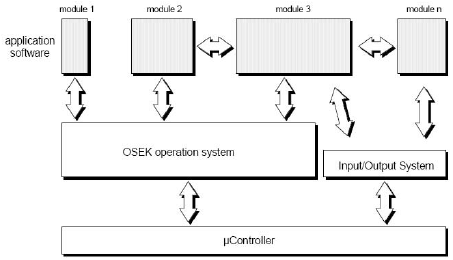 module 1
module 2
module 3
module n
application
software
OSEK operation system
Input/Output System
µController